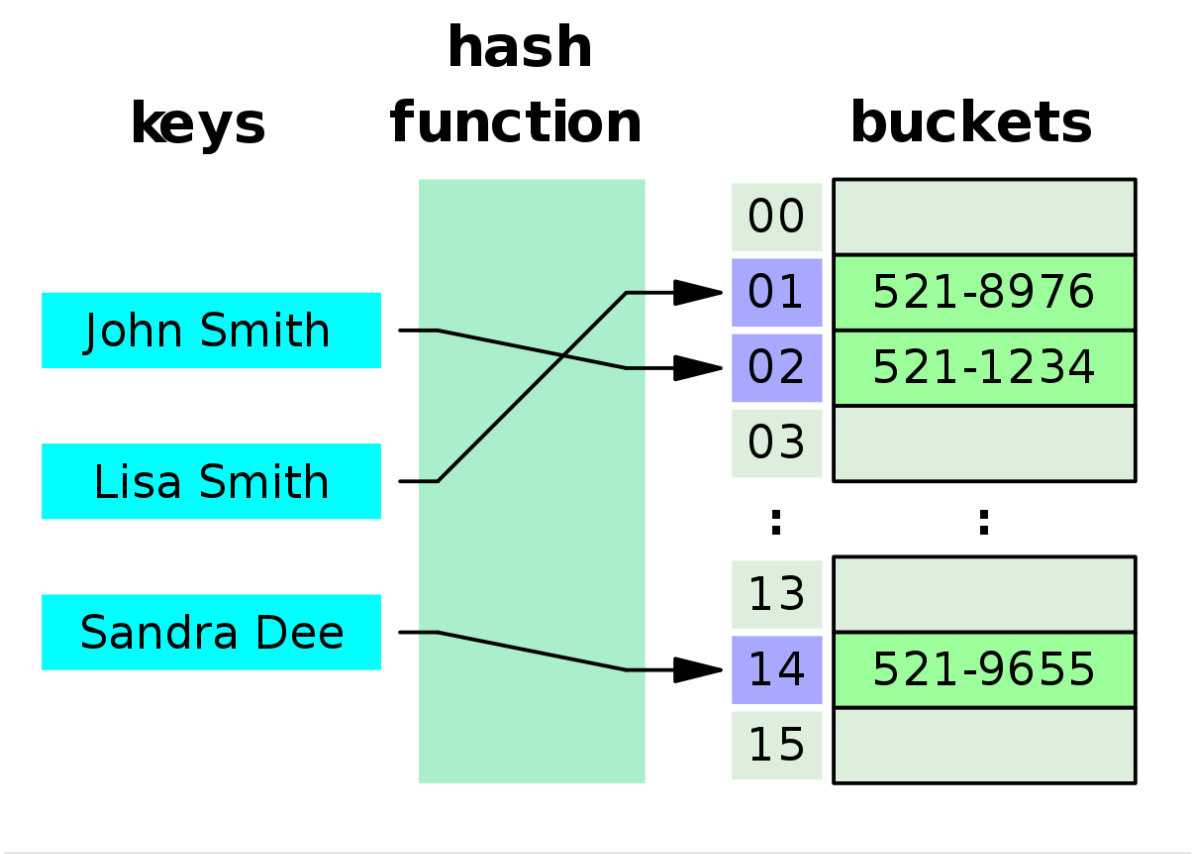 hash
keys function buckets
00
01 521-8976
John Smith
02 521-1234
03
Lisa Smith
: :
13
Sandra Dee
14 521-9655
15